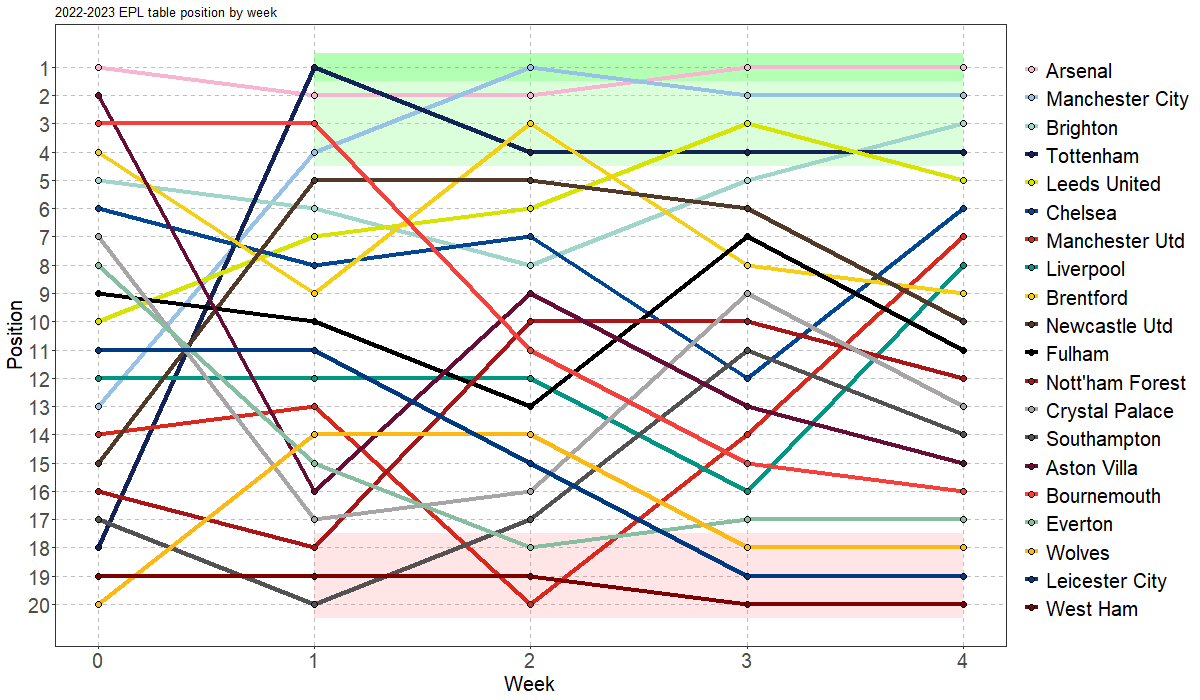 2022-2023 EPL table position by week
Position
1
2
3
4
5
6
7
8
9
10
11
12
13
14
15
16
17
18
19
20
0 1 2 3 4
Week
Arsenal
Manchester City
Brighton
Tottenham
Leeds United
Chelsea
Manchester Utd
Liverpool
Brentford
Newcastle Utd
Fulham
Nott'ham Forest
Crystal Palace
Southampton
Aston Villa
Bournemouth
Everton
Wolves
Leicester City
West Ham